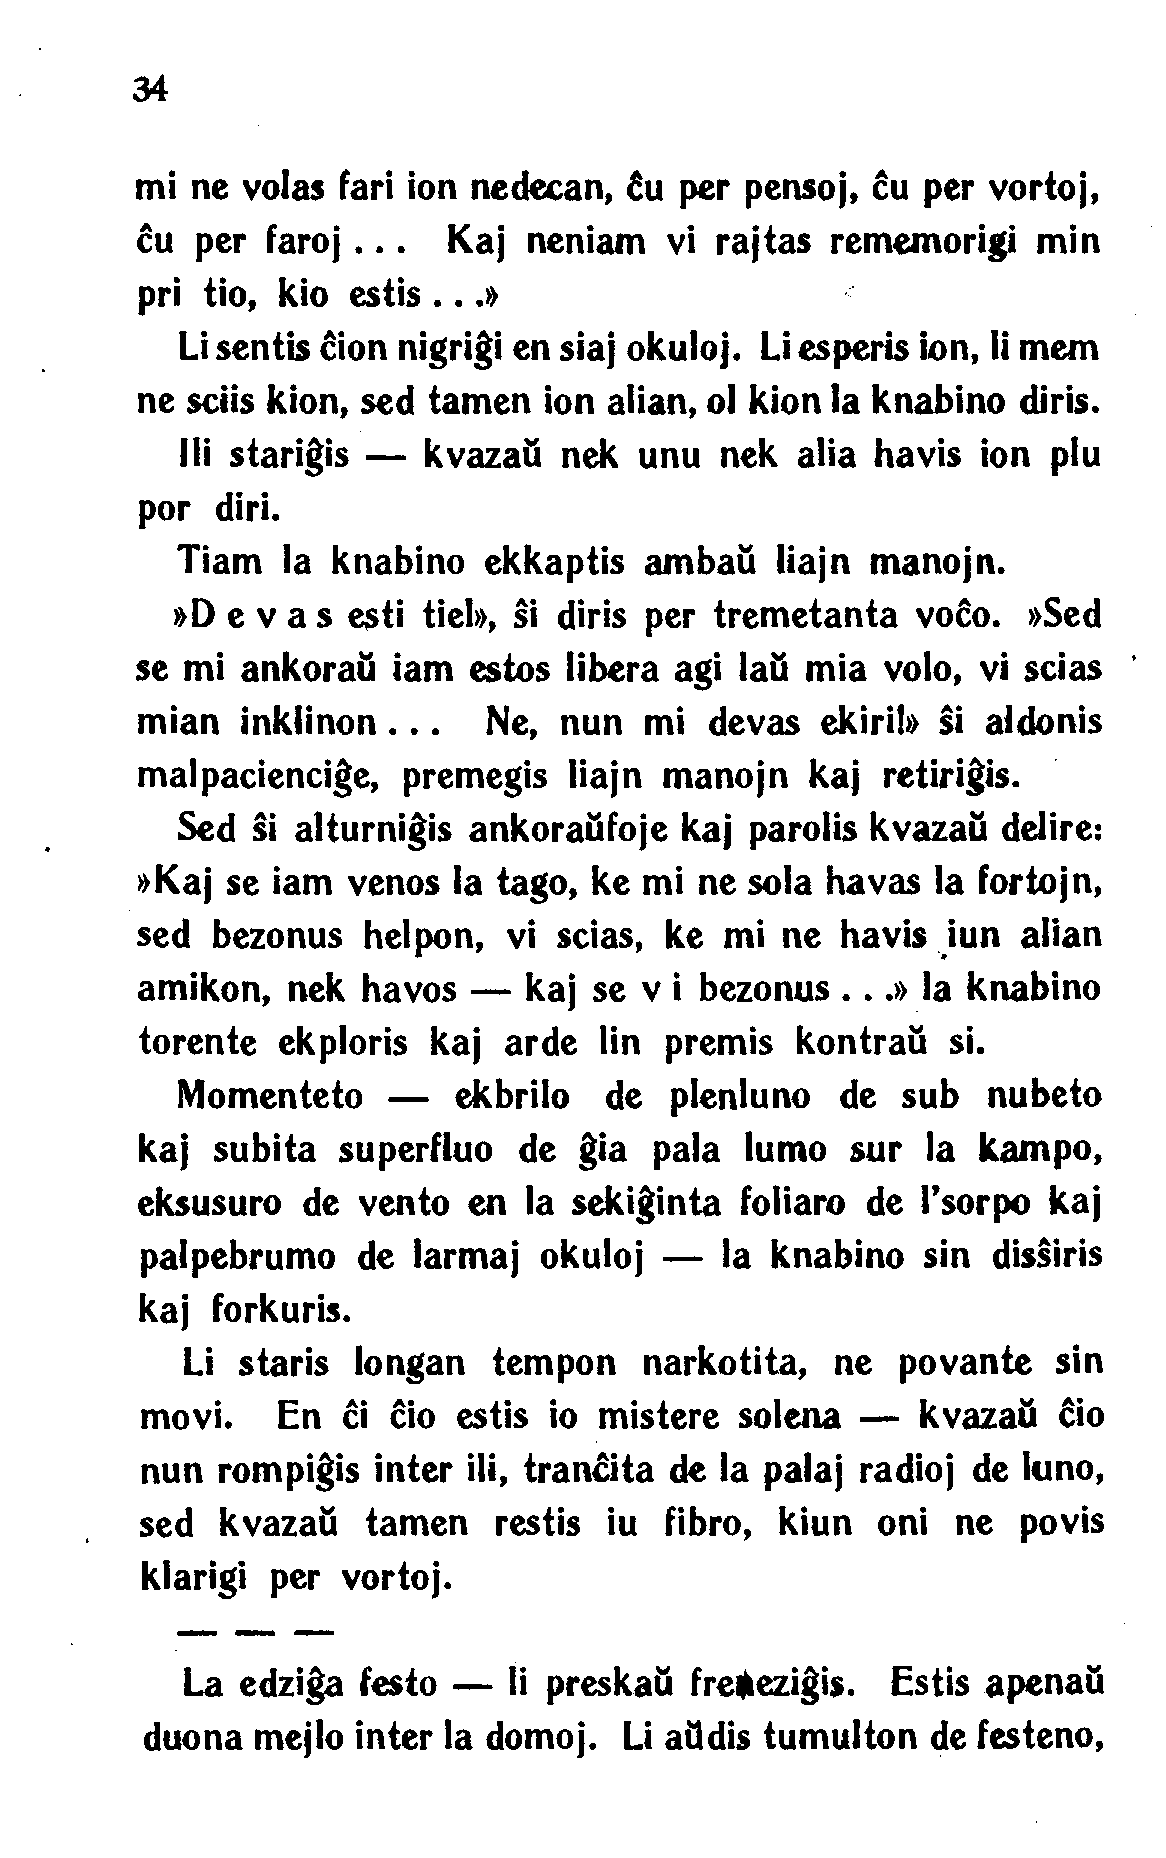 34
mi ne volas fari ion nedecan, ĉu per pensoj, ĉu per vortoj,
ĉu per faroj . . . Kaj neniam vi rajtas rememorigi min
pri tio, kio estis . . .»
Li sentis ĉion nigriĝi en siaj okuloj. Li esperis ion, li mem
ne sciis kion, sed tamen ion alian, ol kion la knabino diris.
Ili stariĝis — kvazaŭ nek unu nek alia havis ion plu
por diri.
Tiam la knabino ekkaptis ambaŭ liajn manojn.
»D e v a s esti tiel», ŝi diris per tremetanta voĉo. »Sed
se mi ankoraŭ iam estos libera agi laŭ mia volo, vi scias
mian inklinon . . . Ne, nun mi devas ekiri!» ŝi aldonis
malpacienciĝe, premegis liajn manojn kaj retiriĝis.
Sed ŝi alturniĝis ankoraŭfoje kaj parolis kvazaŭ delire:
»Kaj se iam venos la tago, ke mi ne sola havas la fortojn,
sed bezonus helpon, vi scias, ke mi ne havis iun alian
amikon, nek havos — kaj se v i bezonus . . .» la knabino
torente ekploris kaj arde lin premis kontraŭ si.
Momenteto — ekbrilo de plenluno de sub nubeto
kaj subita superfluo de ĝia pala lumo sur la kampo,
eksusuro de vento en la sekiĝinta foliaro de l'sorpo kaj
palpebrumo de larmaj okuloj — la knabino sin disŝiris
kaj forkuris.
Li staris longan tempon narkotita, ne povante sin
movi. En ĉi ĉio estis io mistere solena — kvazaŭ ĉio
nun rompiĝis inter ili, tranĉita de la palaj radioj de luno,
sed kvazaŭ tamen restis iu fibro, kiun oni ne povis
klarigi per vortoj.
— — —
La edziĝa festo — li preskaŭ freneziĝis. Estis apenaŭ
duona mejlo inter la domoj. Li aŭdis tumulton de festeno,